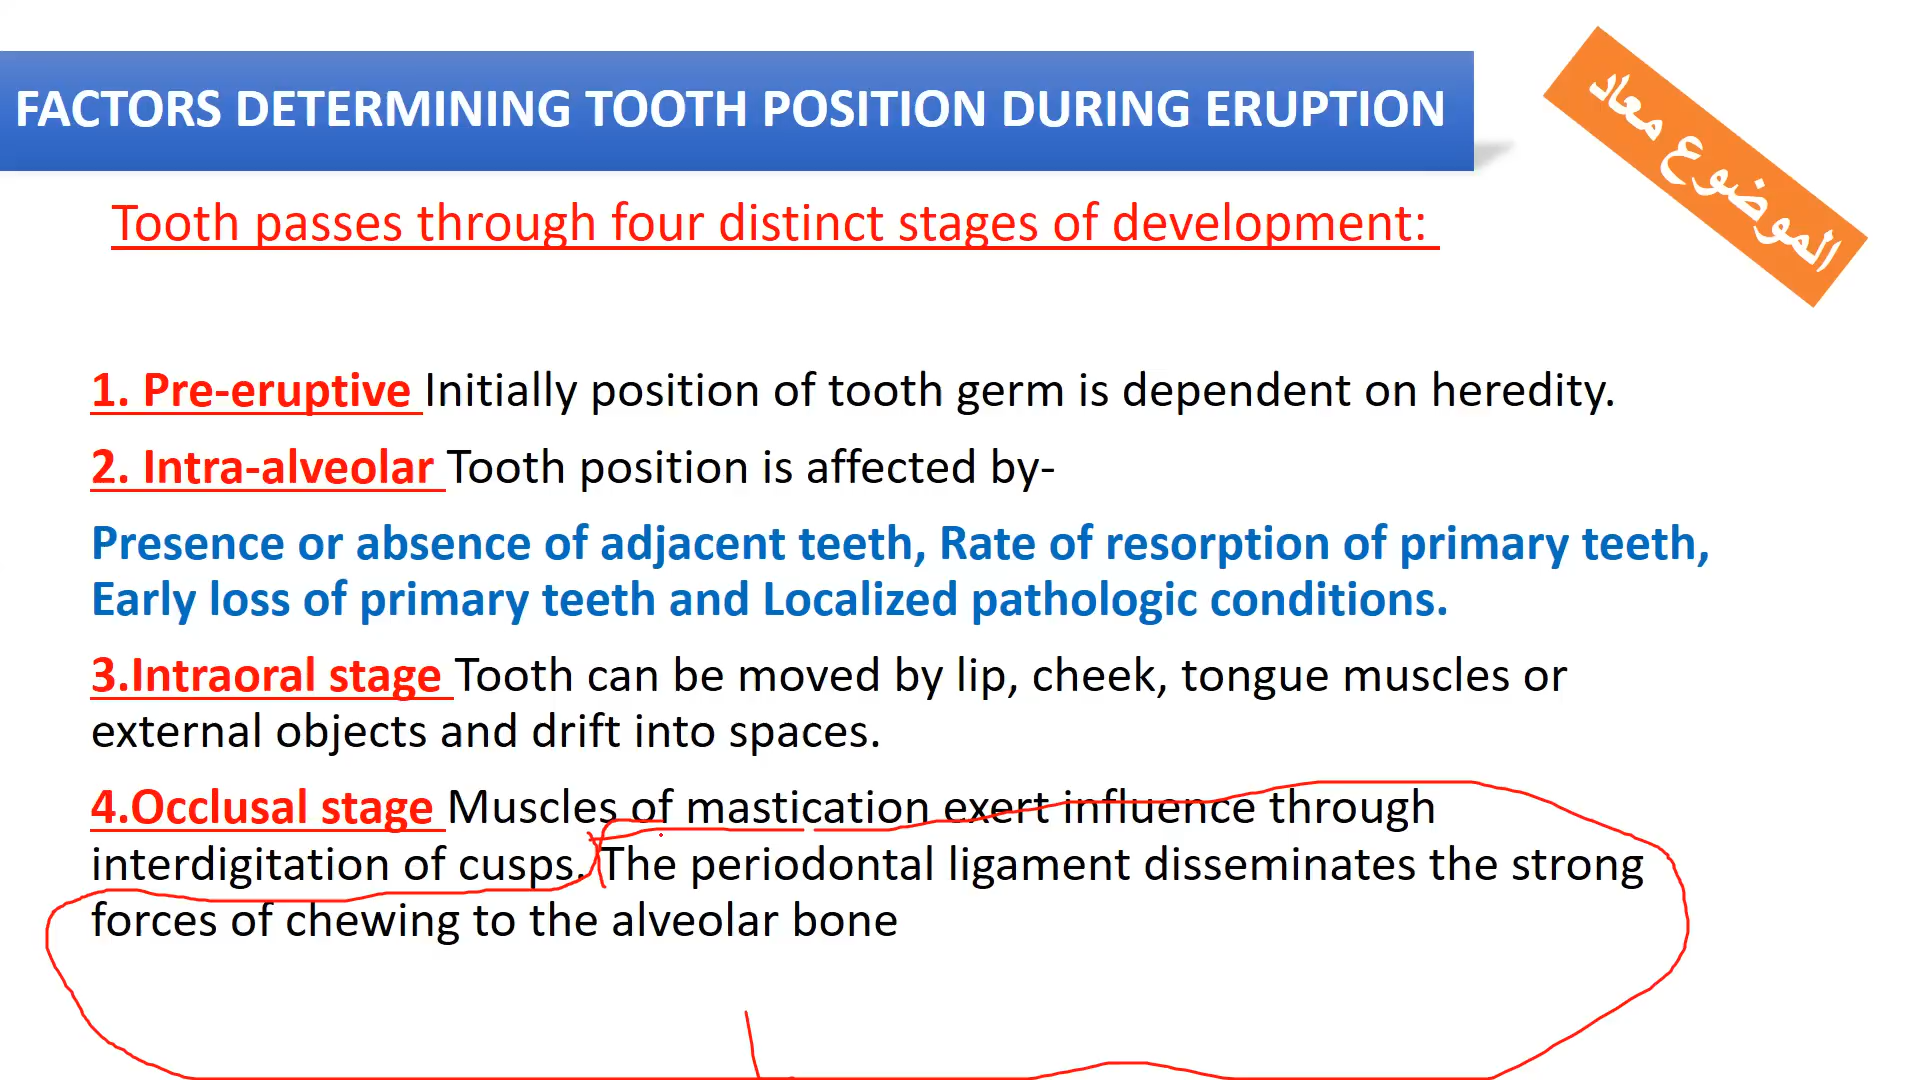 FACTORS DETERMINING TOOTH POSITION DURING ERUPTION
الموضوع معاد
Tooth passes through four distinct stages of development:
1. Pre-eruptive Initially position of tooth germ is dependent on heredity.
2. Intra-alveolar Tooth position is affected by-
Presence or absence of adjacent teeth, Rate of resorption of primary teeth,
Early loss of primary teeth and Localized pathologic conditions.
3.Intraoral stage Tooth can be moved by lip, cheek, tongue muscles or
external objects and drift into spaces.
4.Occlusal stage Muscles of mastication exert influence through
interdigitation of cusps. The periodontal ligament disseminates the strong
forces of chewing to the alveolar bone